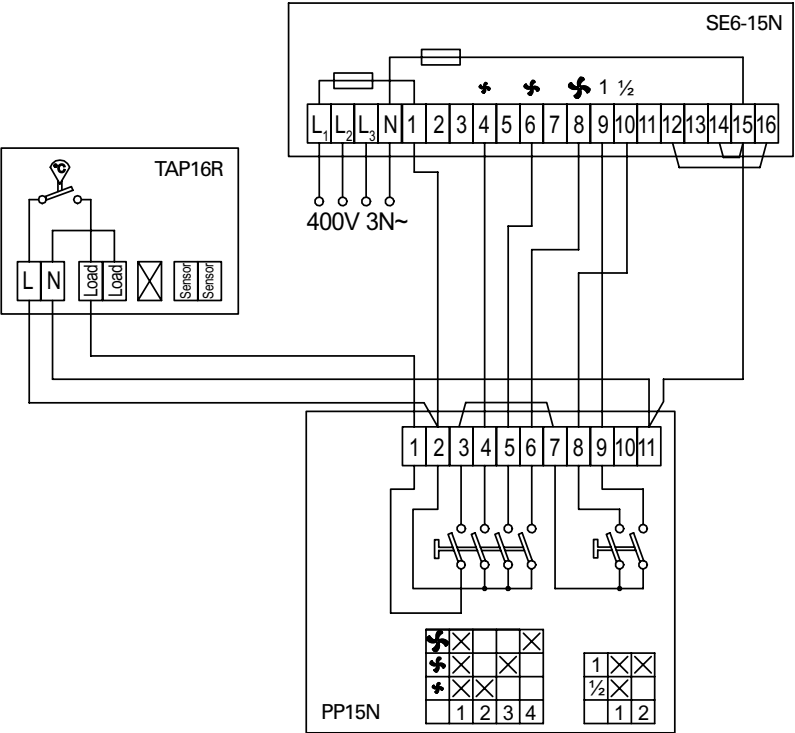 SE6-15N
1 ½
L1 L2 L3 N 1 2 3 4 5 6 7 8 9 10 11 12 13 14 15 16
400V 3N~
TAP16R
°C
L N Load Load Sensor Sensor
1 2 3 4 5 6 7 8 9 10 11
1
½
1 2 3 4
1 2
PP15N